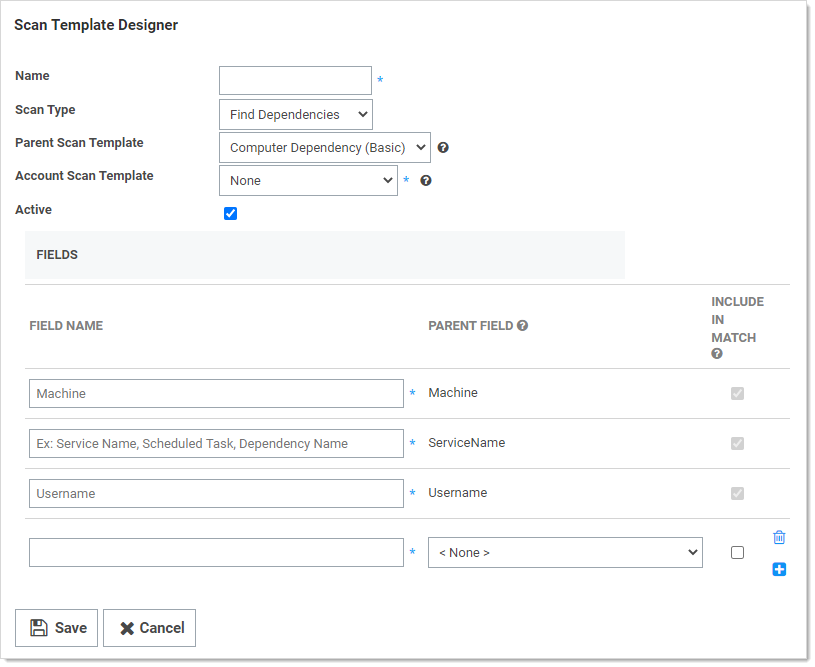 Scan Template Designer
Name *
Scan Type Find Dependencies
Parent Scan Template Computer Dependency (Basic) ?
Account Scan Template None * ?
Active
FIELDS
FIELD NAME PARENT FIELD ? INCLUDE
IN
MATCH
?
Machine * Machine
Ex: Service Name, Scheduled Task, Dependency Name * ServiceName
Username * Username
* < None >
Save Cancel